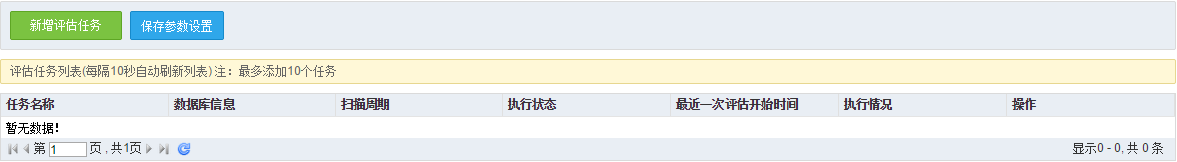 新增评估任务 保存参数设置
评估任务列表(每隔10秒自动刷新列表) 注：最多添加10个任务
任务名称 数据库信息 扫描周期 执行状态 最近一次评估开始时间 执行情况 操作
暂无数据!
第 1 页 , 共1页 显示0 - 0, 共 0 条